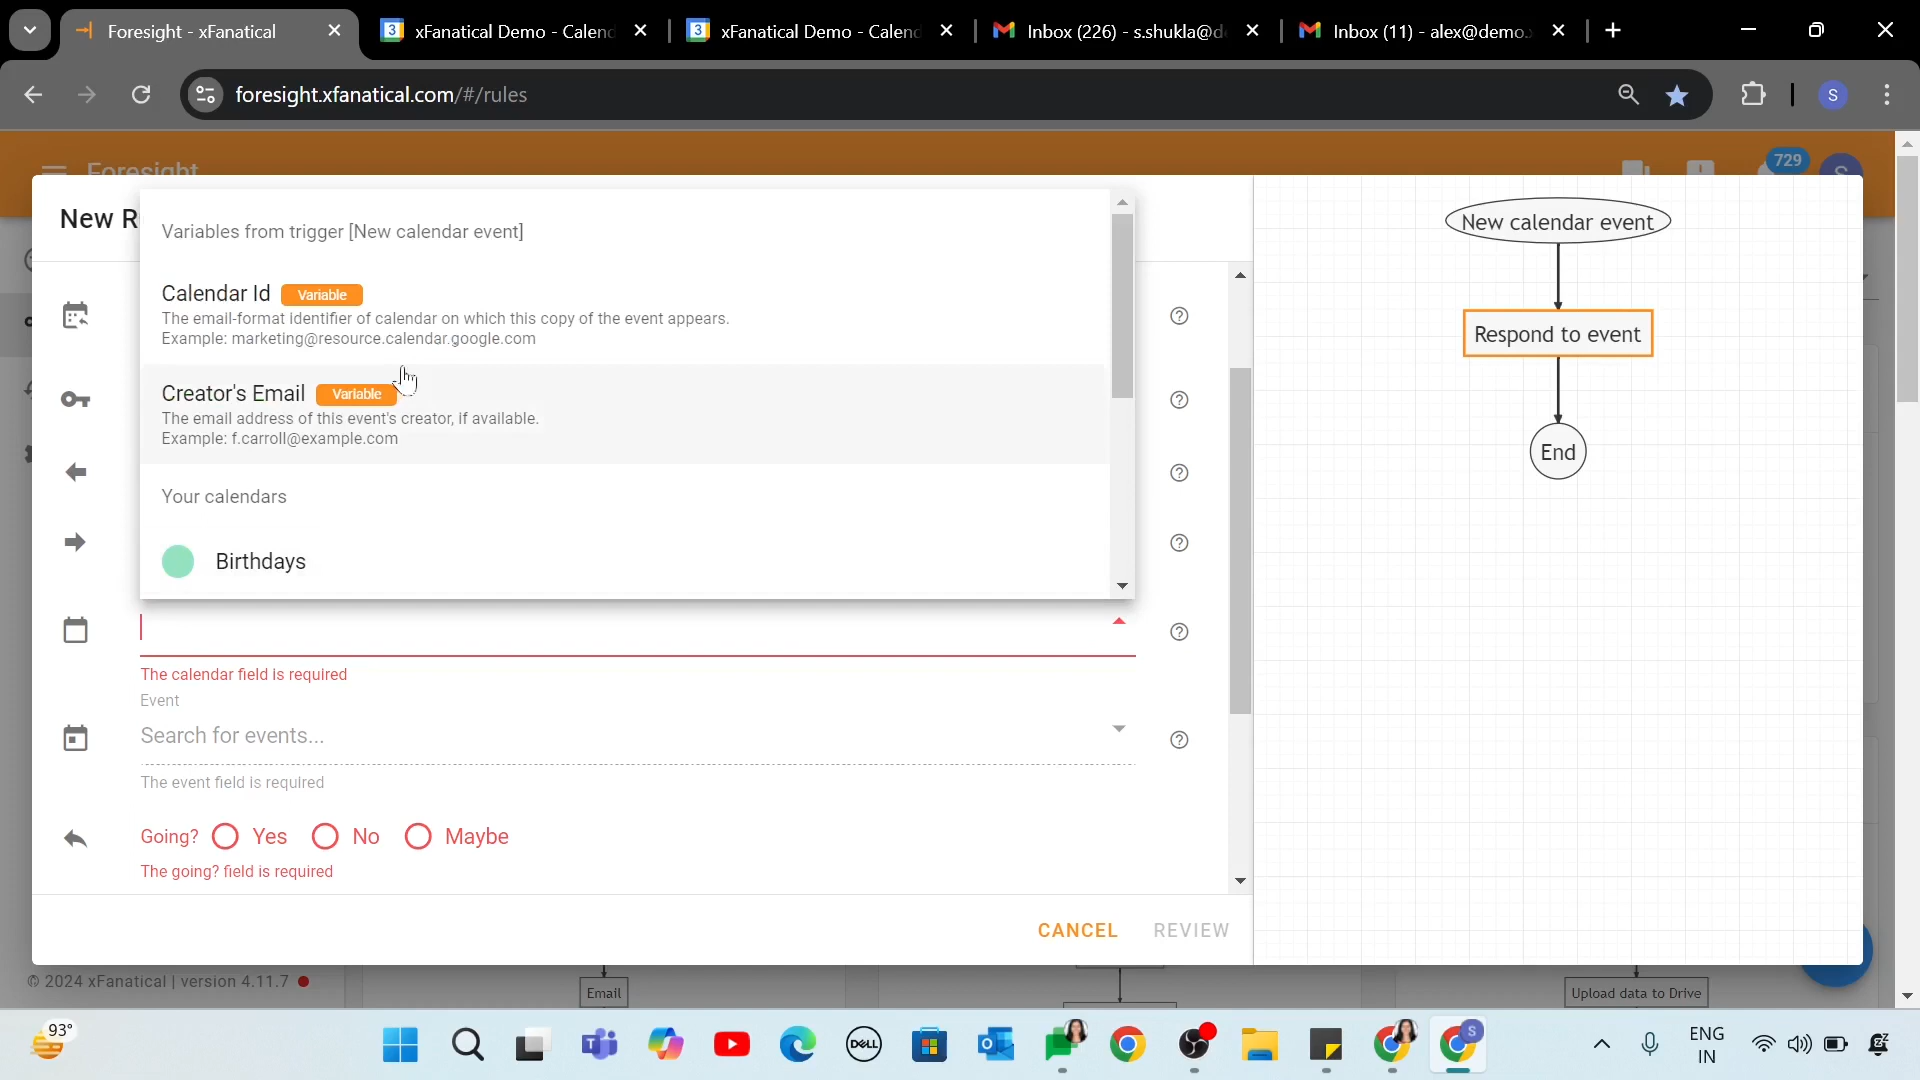 Foresight - xFanatical
xFanatical Demo - Calend
xFanatical Demo - Calend
Inbox (226) - s.shukla@d
Inbox (11) - alex@demo.
foresight.xfanatical.com/#/rules
S
Foresight
729
New R
Variables from trigger [New calendar event]
Calendar Id Variable
The email-format identifier of calendar on which this copy of the event appears.
Example: marketing@resource.calendar.google.com
Creator's Email Variable
The email address of this event's creator, if available.
Example: f.carroll@example.com
Your calendars
Birthdays
The calendar field is required
Event
Search for events...
The event field is required
Going? Yes No Maybe
The going? field is required
CANCEL REVIEW
New calendar event
Respond to event
End
© 2024 xFanatical | version 4.11.7
Email
Upload data to Drive
93°
DELL
S
ENG
IN